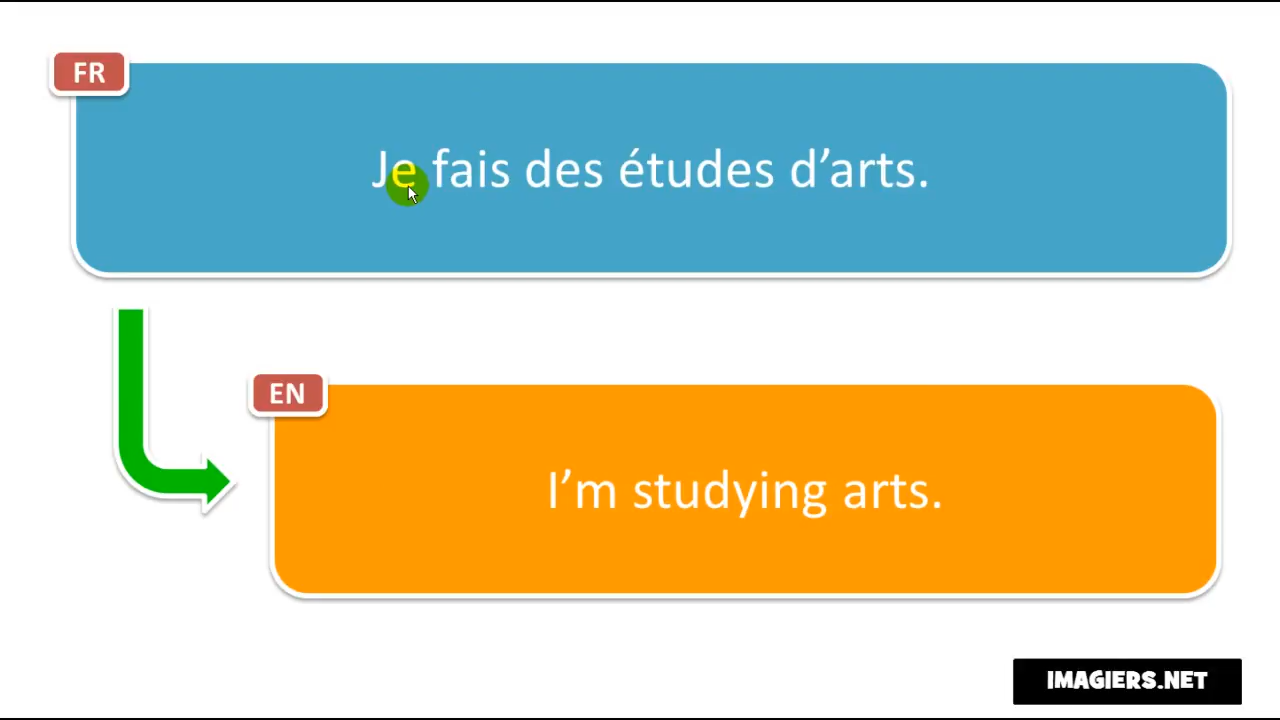 FR
Je fais des études d’arts.
EN
I’m studying arts.
IMAGIERS.NET